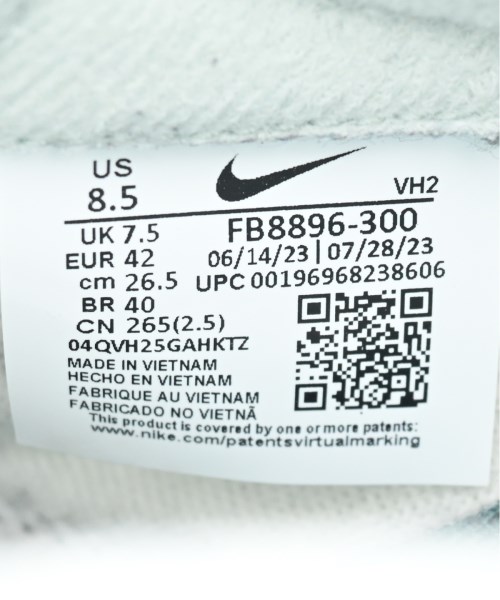 US
8.5
VH2
UK 7.5
EUR 42
cm 26.5
BR 40
CN 265(2.5)
FB8896-300
06/14/23 | 07/28/23
UPC 00196968238606
04QVH25GAHKTZ
MADE IN VIETNAM
HECHO EN VIETNAM
FABRIQUE AU VIETNAM
FABRICADO NO VIETNÃ
This product is covered by one or more patents:
www.nike.com/patentsvirtualmarking